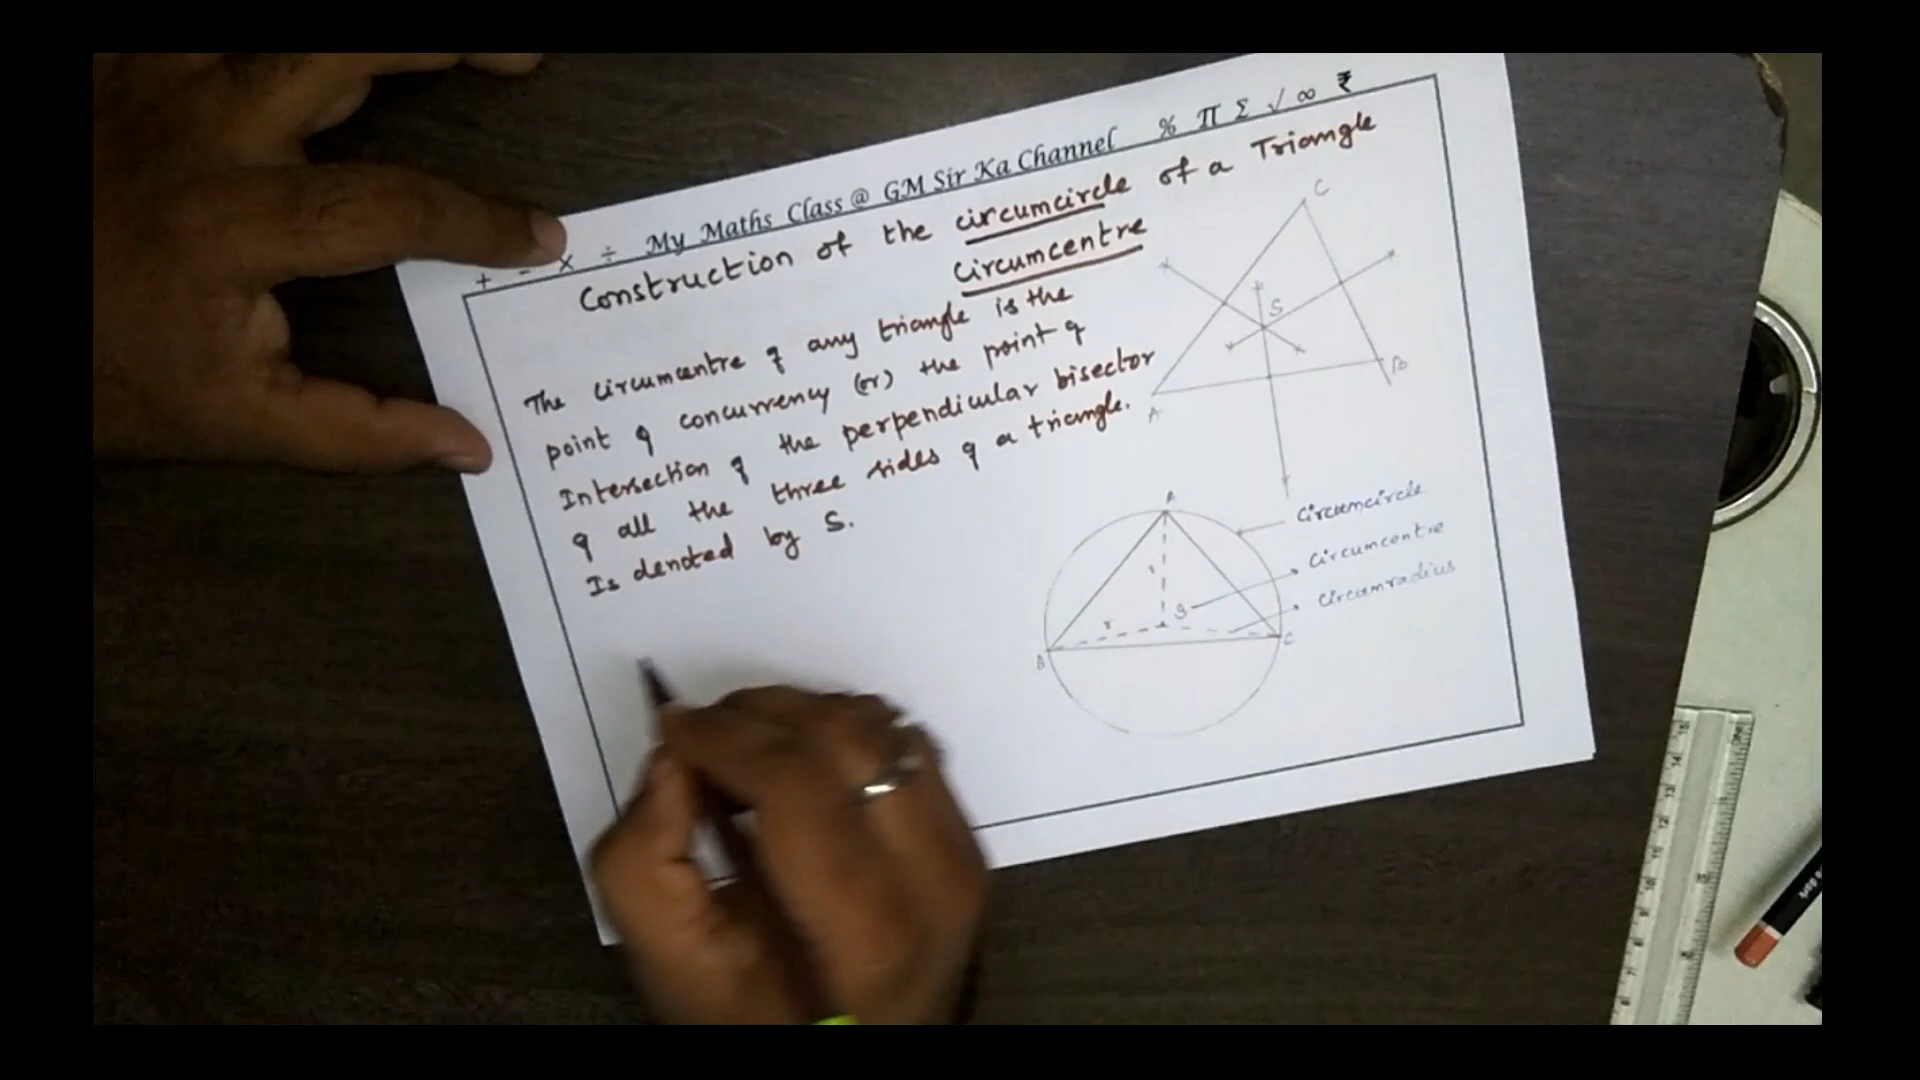 + - × ÷ My Maths Class @ GM Sir Ka Channel % Π Σ √ ∞ ₹
Construction of the circumcircle of a Triangle
Circumcentre
The circumcentre of any triangle is the
point of concurrency (or) the point of
Intersection of the perpendicular bisector
of all the three sides of a triangle.
Is denoted by S.
C
S
A
B
A
r
r
S
B
C
Circumcircle
Circumcentre
Circumradius